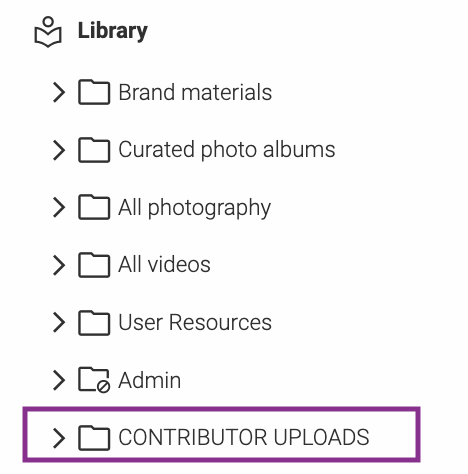 Library
Brand materials
Curated photo albums
All photography
All videos
User Resources
Admin
CONTRIBUTOR UPLOADS